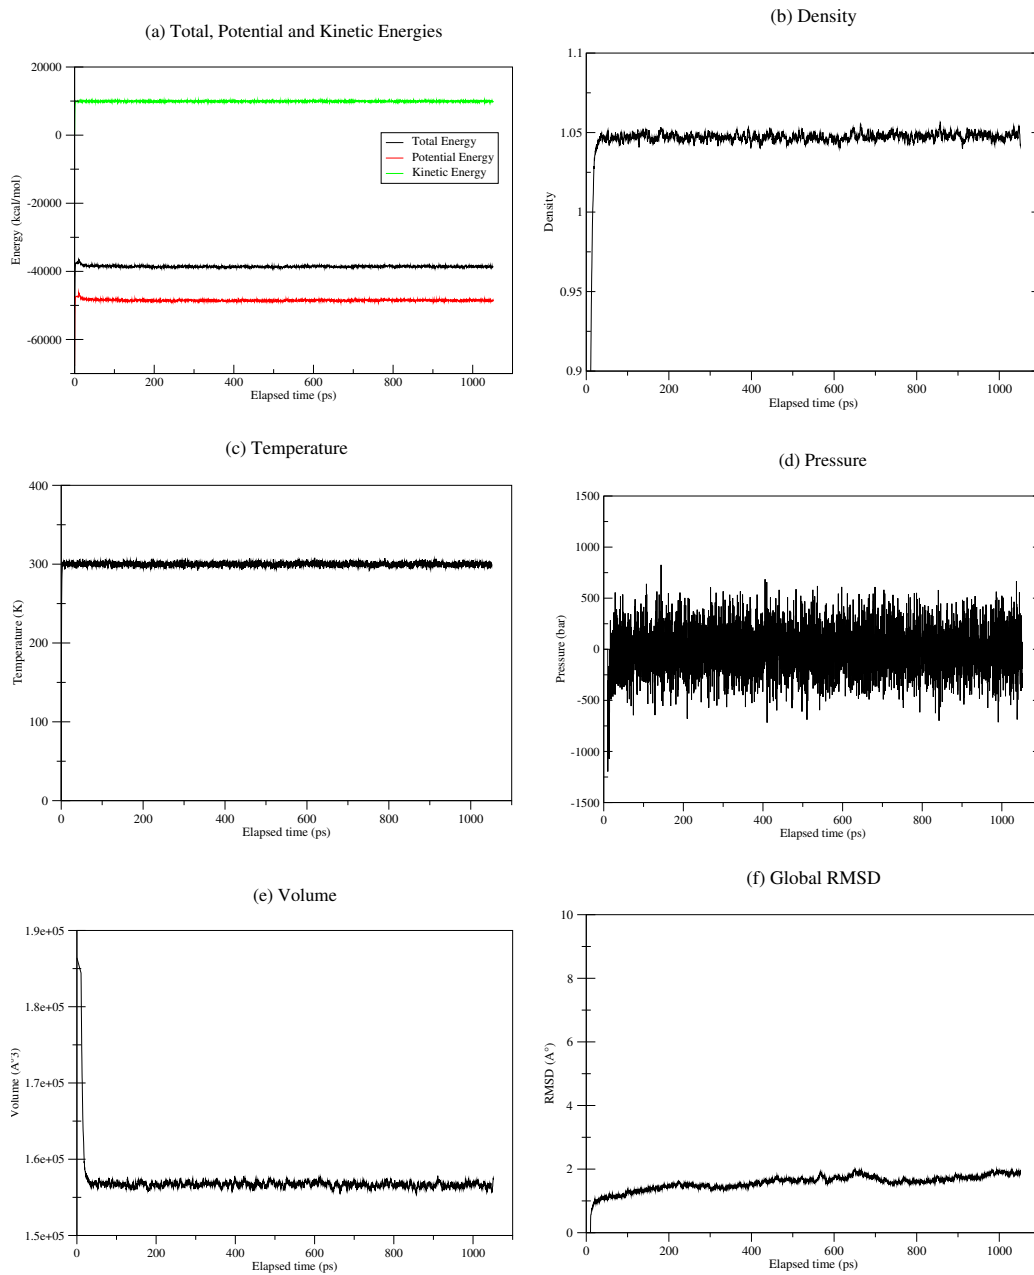 (a) Total, Potential and Kinetic Energies
20000
0
-20000
-40000
-60000
Energy (kcal/mol)
Total Energy
Potential Energy
Kinetic Energy
0
200
400
600
800
1000
Elapsed time (ps)
(b) Density
1.1
1.05
1
0.95
0.9
Density
0
200
400
600
800
1000
Elapsed time (ps)
(c) Temperature
400
300
200
100
0
Temperature (K)
0
200
400
600
800
1000
Elapsed time (ps)
(d) Pressure
1500
1000
500
0
-500
-1000
-1500
Pressure (bar)
0
200
400
600
800
1000
Elapsed time (ps)
(e) Volume
1.9e+05
1.8e+05
1.7e+05
1.6e+05
1.5e+05
Volume (A°3)
0
200
400
600
800
1000
Elapsed time (ps)
(f) Global RMSD
10
8
6
4
2
0
RMSD (A°)
0
200
400
600
800
1000
Elapsed time (ps)